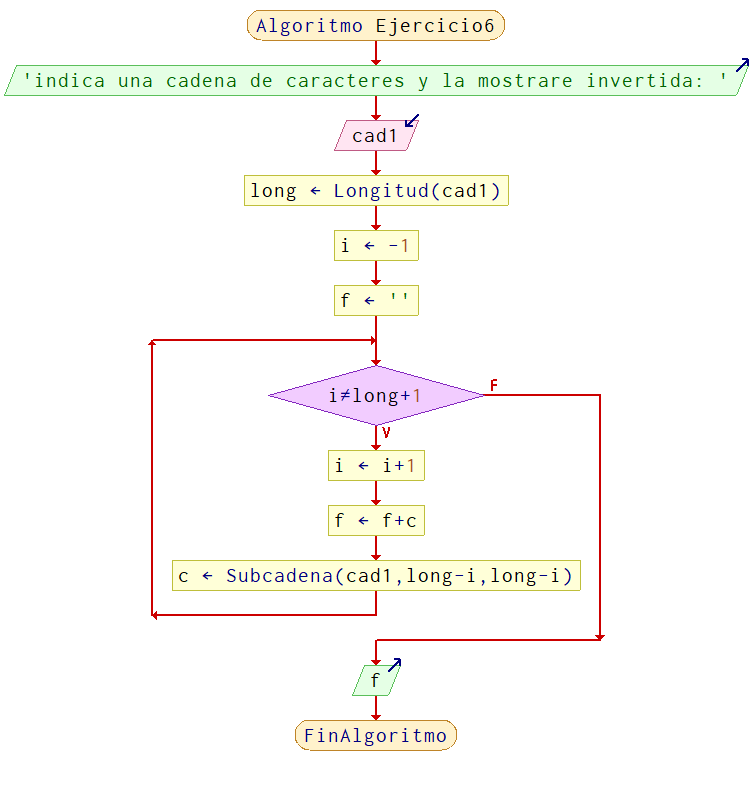 Algoritmo Ejercicio6
'indica una cadena de caracteres y la mostrare invertida: '
cad1
long ← Longitud(cad1)
i ← -1
f ← ''
i≠long+1
F
V
i ← i+1
f ← f+c
c ← Subcadena(cad1,long-i,long-i)
f
FinAlgoritmo